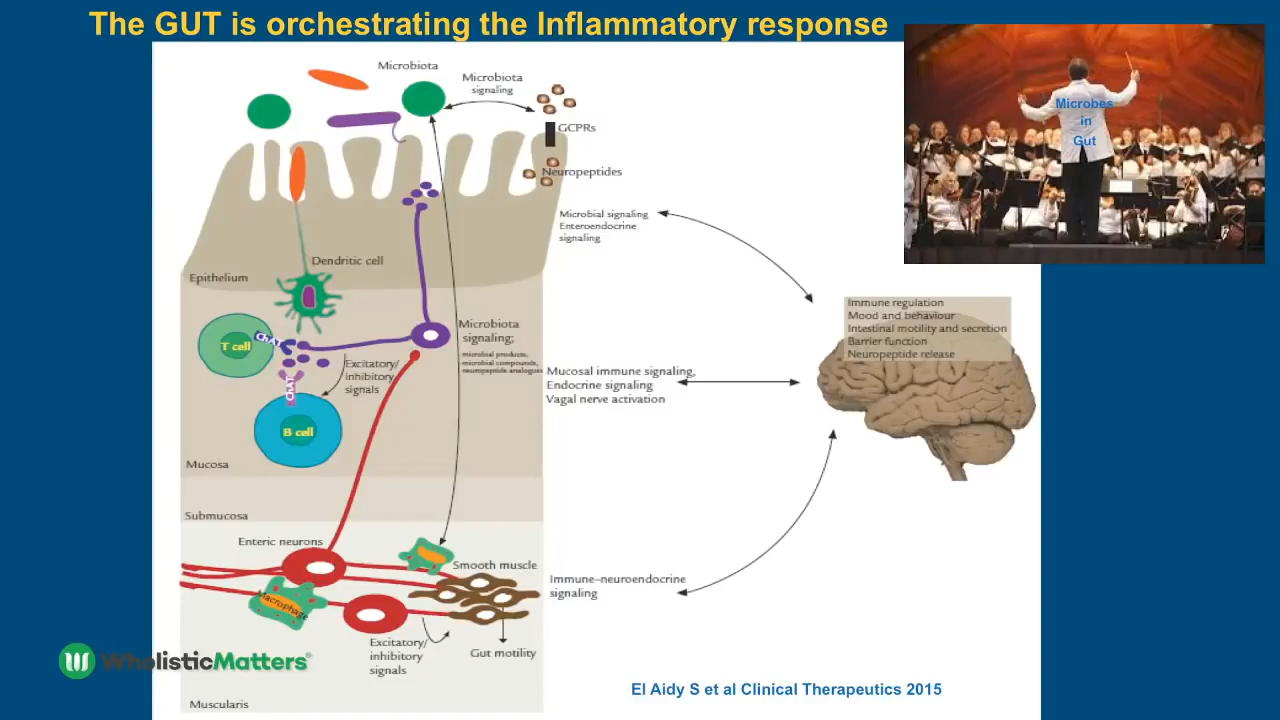 The GUT is orchestrating the Inflammatory response
Microbes
in
Gut
Microbiota
Microbiota
signaling
GCPRs
Neuropeptides
Microbial signaling
Enteroendocrine
signaling
Dendritic cell
Epithelium
T cell
ChAT
Microbiota
signaling;
microbial products,
microbial compounds,
neuropeptide analogues
Excitatory/
inhibitory
signals
ChAT
B cell
Mucosa
Mucosal immune signaling,
Endocrine signaling
Vagal nerve activation
Immune regulation
Mood and behaviour
Intestinal motility and secretion
Barrier function
Neuropeptide release
Submucosa
Enteric neurons
Smooth muscle
Macrophage
Immune–neuroendocrine
signaling
Excitatory/
inhibitory
signals
Gut motility
Muscularis
WholisticMatters®
El Aidy S et al Clinical Therapeutics 2015